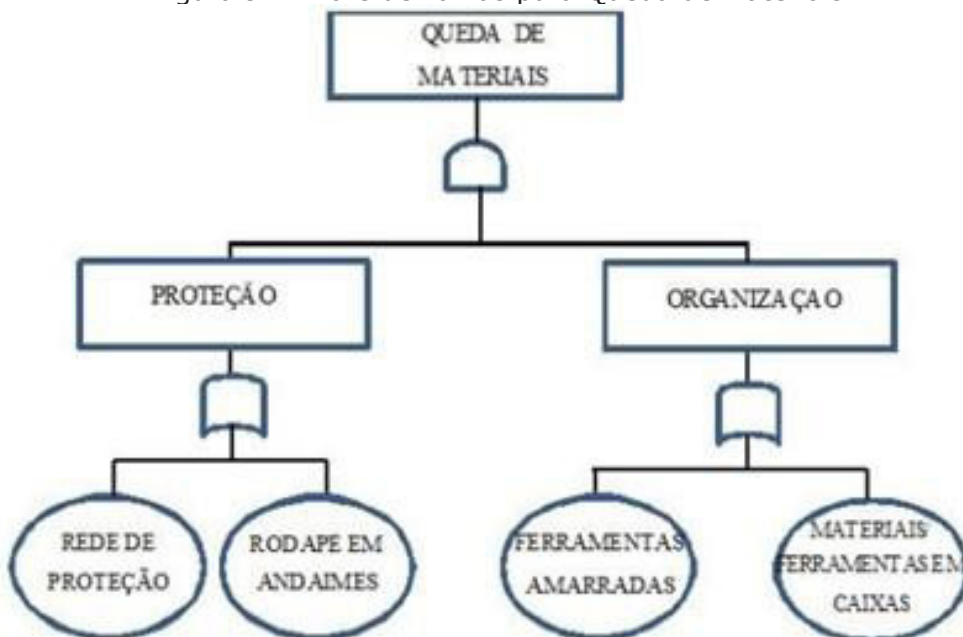 QUEDA DE
MATERIAIS
PROTEÇÃO
ORGANIZAÇAO
REDE DE
PROTEÇÃO
RODAPE EM
ANDAIMES
FERRAMENTAS
AMARRADAS
MATERIAIS/
FERRAMENTAS EM
CAIXAS